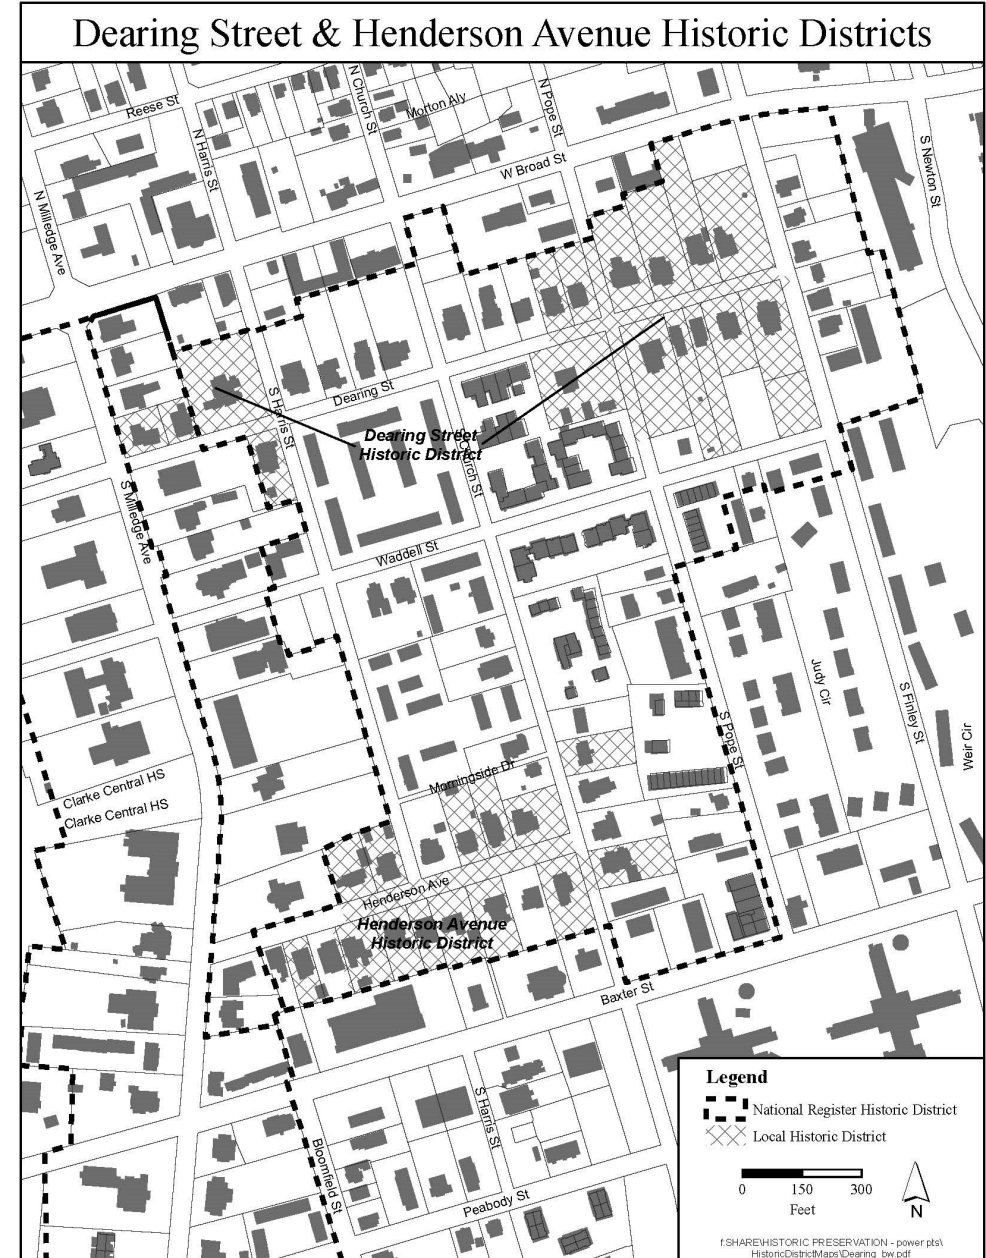 Dearing Street & Henderson Avenue Historic Districts
Reese St
N Church St
Morton Aly
N Pope St
N Harris St
W Broad St
S Newton St
N Milledge Ave
Dearing St
S Harris St
Dearing Street
Historic District
Church St
S Milledge Ave
Waddell St
Judy Cir
S Finley St
S Pope St
Weir Cir
Clarke Central HS
Clarke Central HS
Morningside Dr
Henderson Ave
Henderson Avenue
Historic District
Baxter St
S Harris St
Bloomfield St
Peabody St
Legend
National Register Historic District
Local Historic District
0 150 300
Feet
N
f:SHARE\HISTORIC PRESERVATION - power pts\
HistoricDistrictMaps\Dearing_bw.pdf